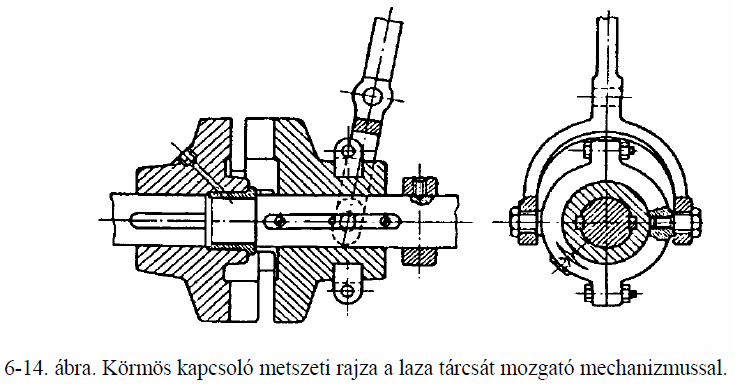 6-14. ábra. Körmös kapcsoló metszeti rajza a laza tárcsát mozgató mechanizmussal.